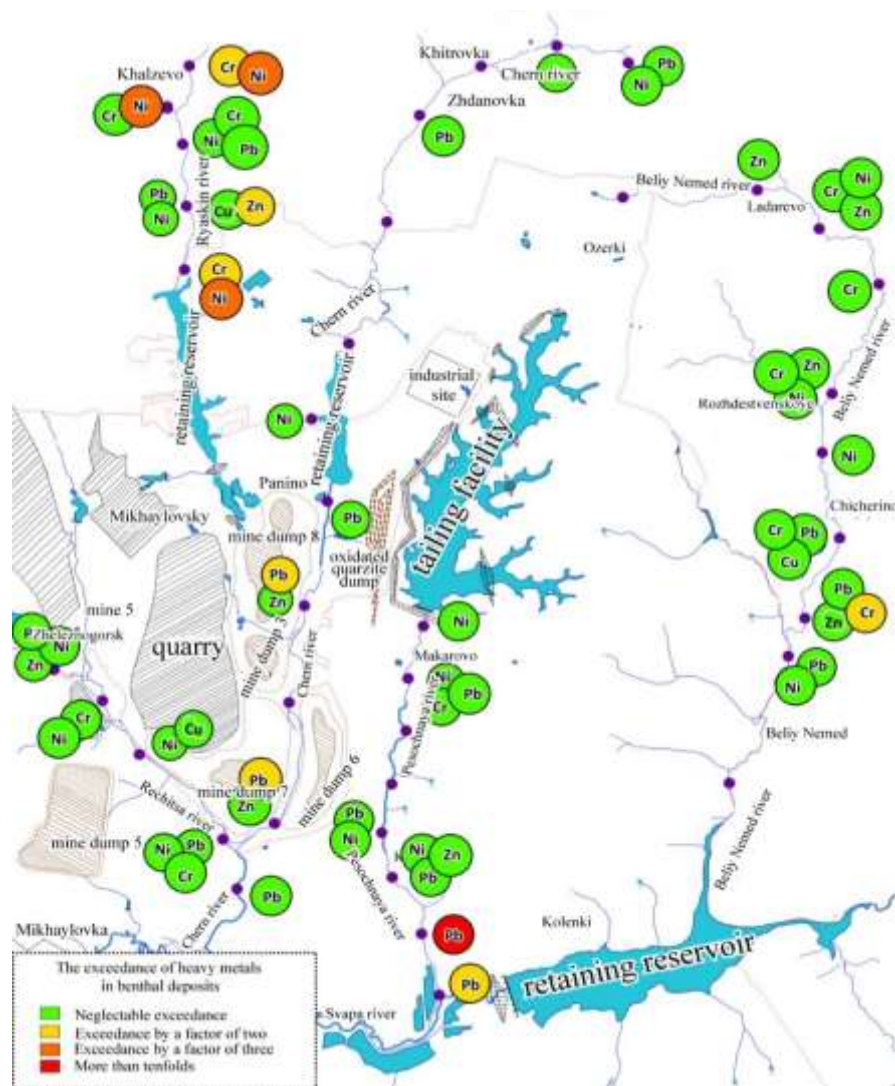 Khitrovka
Khalzevo
Cr
Ni
Chern river
Pb
Ni
Zhdanovka
Cr
Ni
Cr
Ni
Pb
Pb
Zn
Beliy Nemed river
Cr
Ni
Zn
Ladarevo
Pb
Ni
Ryaskin river
Cu
Zn
Ozerki
Cr
Ni
Cr
Chern river
retaining reservoir
retaining reservoir
industrial
site
Cr
Zn
Ni
Rozhdestvenskoye
Beliy Nemed river
Ni
Ni
Panino
tailing facility
Mikhaylovsky
mine dump 8
Pb
oxidated
quarzite
dump
Chicherino
Cr
Pb
Cu
Pb
Zn
mine 5
Pb
Zn
Cr
Zheleznogorsk
Ni
Zn
quarry
mine dump 3
Chern river
Ni
Makarovo
Ni
Pb
Cr
Pesochnaya river
Pb
Ni
Cr
Ni
Cu
Ni
Beliy Nemed
Pb
mine dump 7
Zn
mine dump 6
Rechitsa river
mine dump 5
Pb
Ni
Ni
Zn
Pb
Beliy Nemed river
Ni
Pb
Cr
Pesochnaya river
Pb
Chern river
Mikhaylovka
Kolenki
Pb
Pb
retaining reservoir
a Svapa river
The exceedance of heavy metals
in benthal deposits
Neglectable exceedance
Exceedance by a factor of two
Exceedance by a factor of three
More than tenfolds